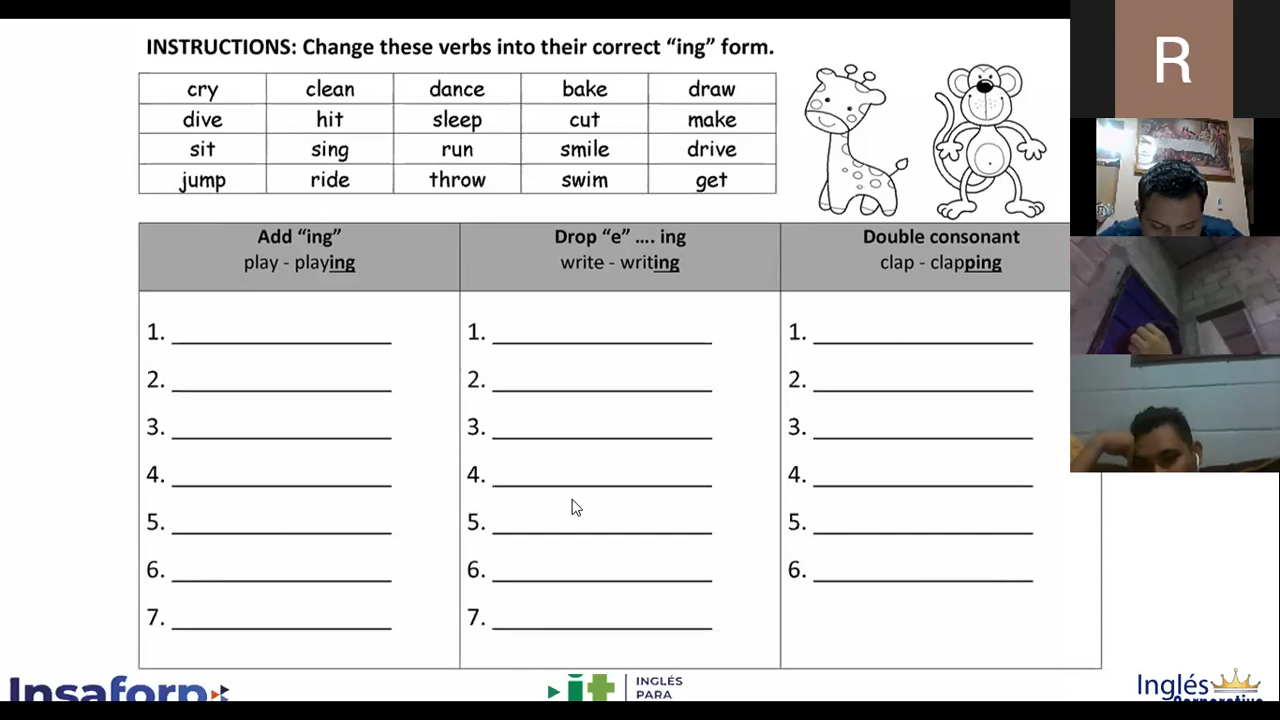 INSTRUCTIONS: Change these verbs into their correct “ing” form.
cry clean dance bake draw
dive hit sleep cut make
sit sing run smile drive
jump ride throw swim get
Add “ing” Drop “e” .... ing Double consonant
play - playing write - writing clap - clapping
1. 1. 1.
2. 2. 2.
3. 3. 3.
4. 4. 4.
5. 5. 5.
6. 6. 6.
7. 7.
Insaforp it INGLÉS PARA Inglés Corporativo
R